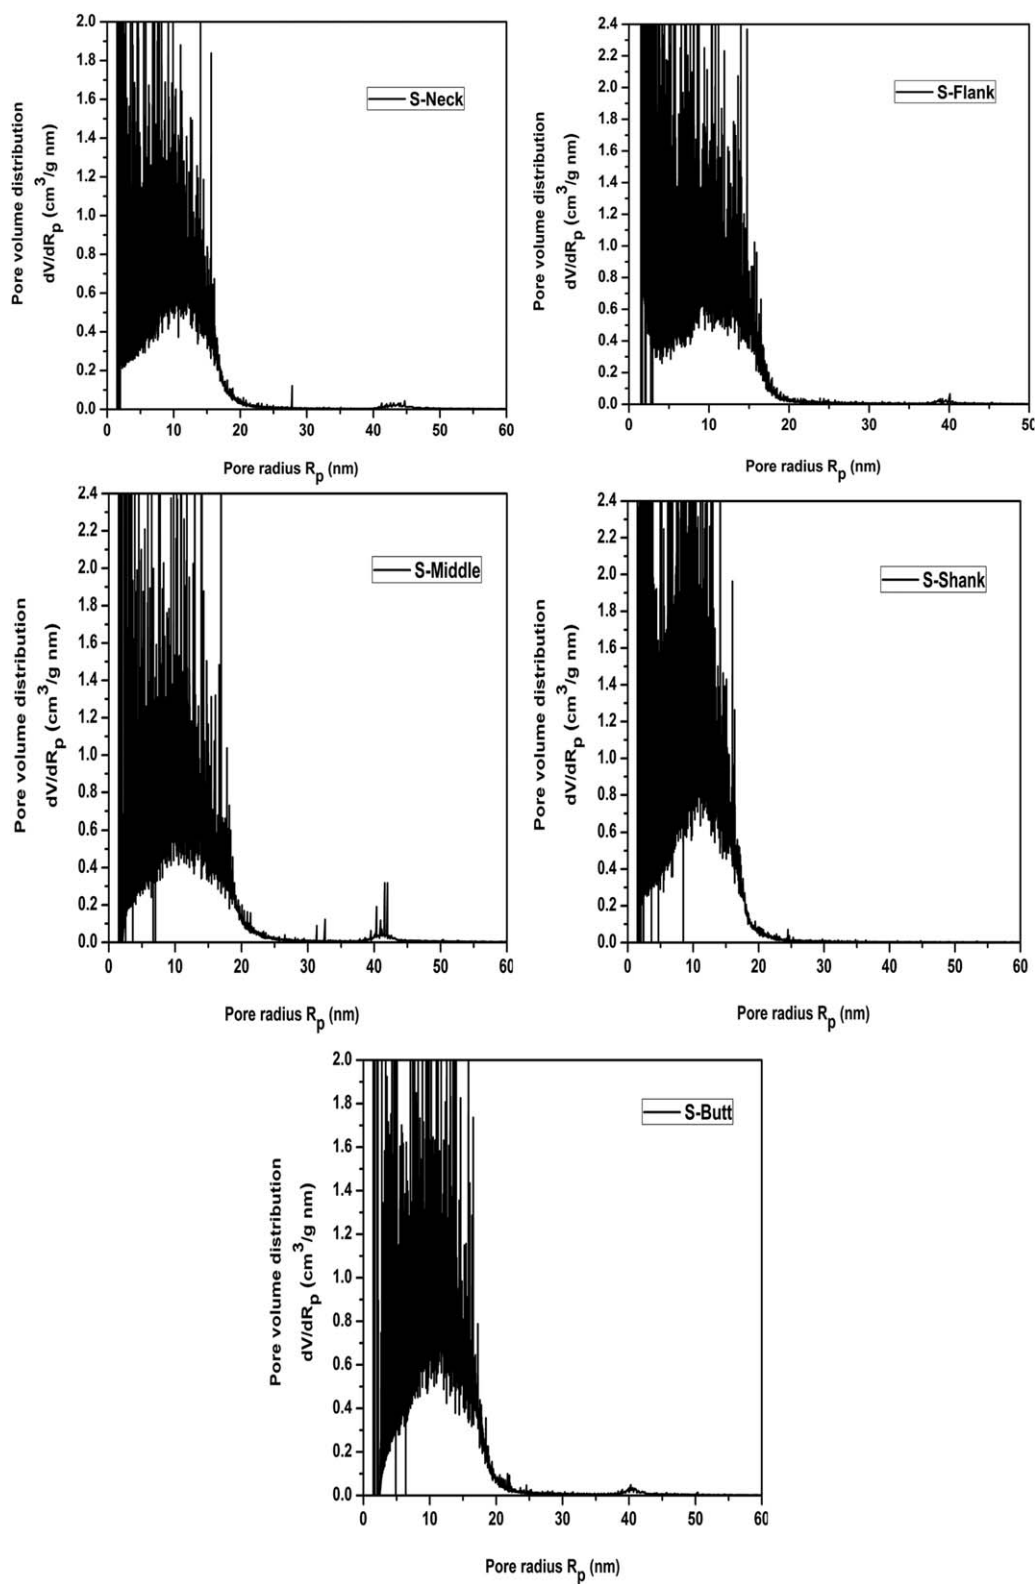 2.0
1.8
1.6
1.4
1.2
1.0
0.8
0.6
0.4
0.2
0.0
0 10 20 30 40 50 60
Pore volume distribution
dV/dRp (cm³/g nm)
S-Neck
Pore radius Rp (nm)
2.4
2.2
2.0
1.8
1.6
1.4
1.2
1.0
0.8
0.6
0.4
0.2
0.0
0 10 20 30 40 50
Pore volume distribution
dV/dRp (cm³/g nm)
S-Flank
Pore radius Rp (nm)
2.4
2.2
2.0
1.8
1.6
1.4
1.2
1.0
0.8
0.6
0.4
0.2
0.0
0 10 20 30 40 50 60
Pore volume distribution
dV/dRp (cm³/g nm)
S-Middle
Pore radius Rp (nm)
2.4
2.2
2.0
1.8
1.6
1.4
1.2
1.0
0.8
0.6
0.4
0.2
0.0
0 10 20 30 40 50 60
Pore volume distribution
dV/dRp (cm³/g nm)
S-Shank
Pore radius Rp (nm)
2.0
1.8
1.6
1.4
1.2
1.0
0.8
0.6
0.4
0.2
0.0
0 10 20 30 40 50 60
Pore volume distribution
dV/dRp (cm³/g nm)
S-Butt
Pore radius Rp (nm)